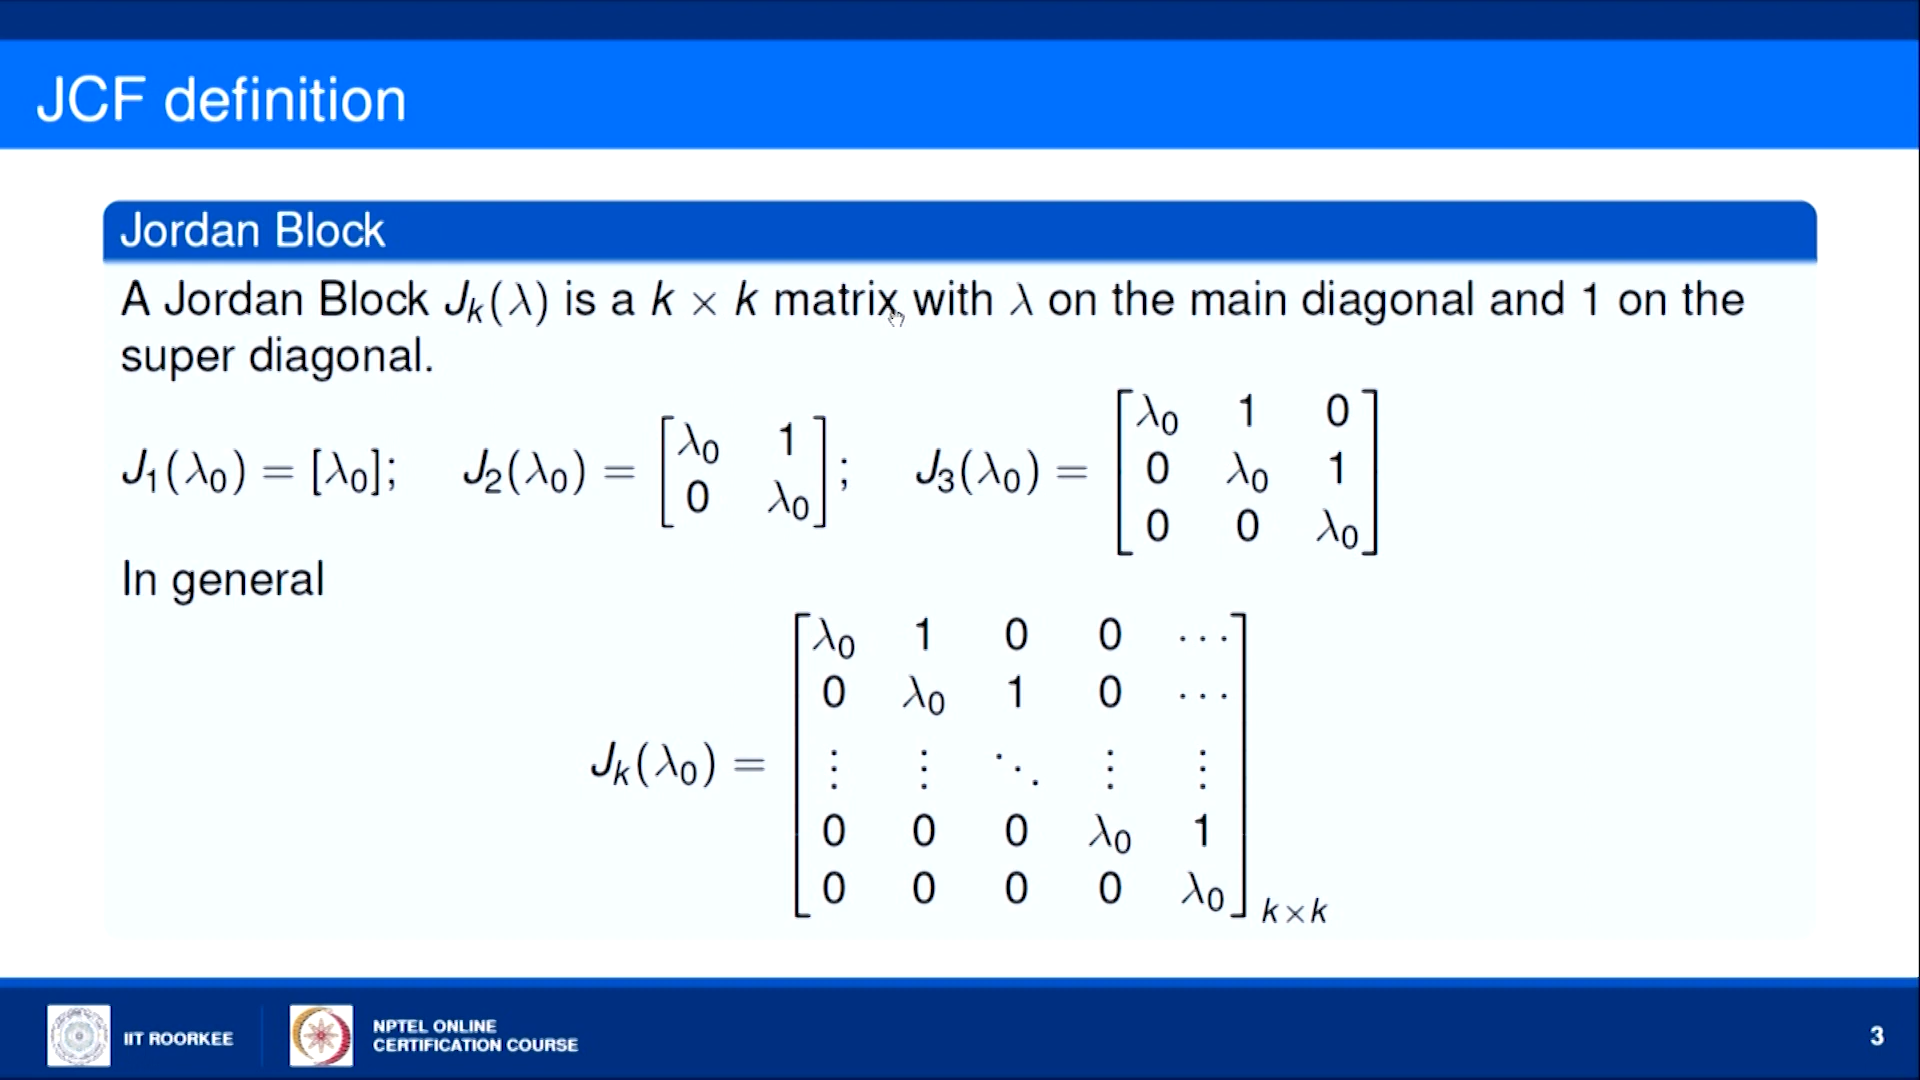 JCF definition
Jordan Block
A Jordan Block J_k(λ) is a k × k matrix with λ on the main diagonal and 1 on the
super diagonal.
J_1(λ_0) = [λ_0]; J_2(λ_0) = [λ_0 1; 0 λ_0]; J_3(λ_0) = [λ_0 1 0; 0 λ_0 1; 0 0 λ_0]
In general
J_k(λ_0) = [λ_0 1 0 0 ⋯; 0 λ_0 1 0 ⋯; ⋮ ⋮ ⋱ ⋮ ⋮; 0 0 0 λ_0 1; 0 0 0 0 λ_0]_{k×k}
IIT ROORKEE
NPTEL ONLINE
CERTIFICATION COURSE
3